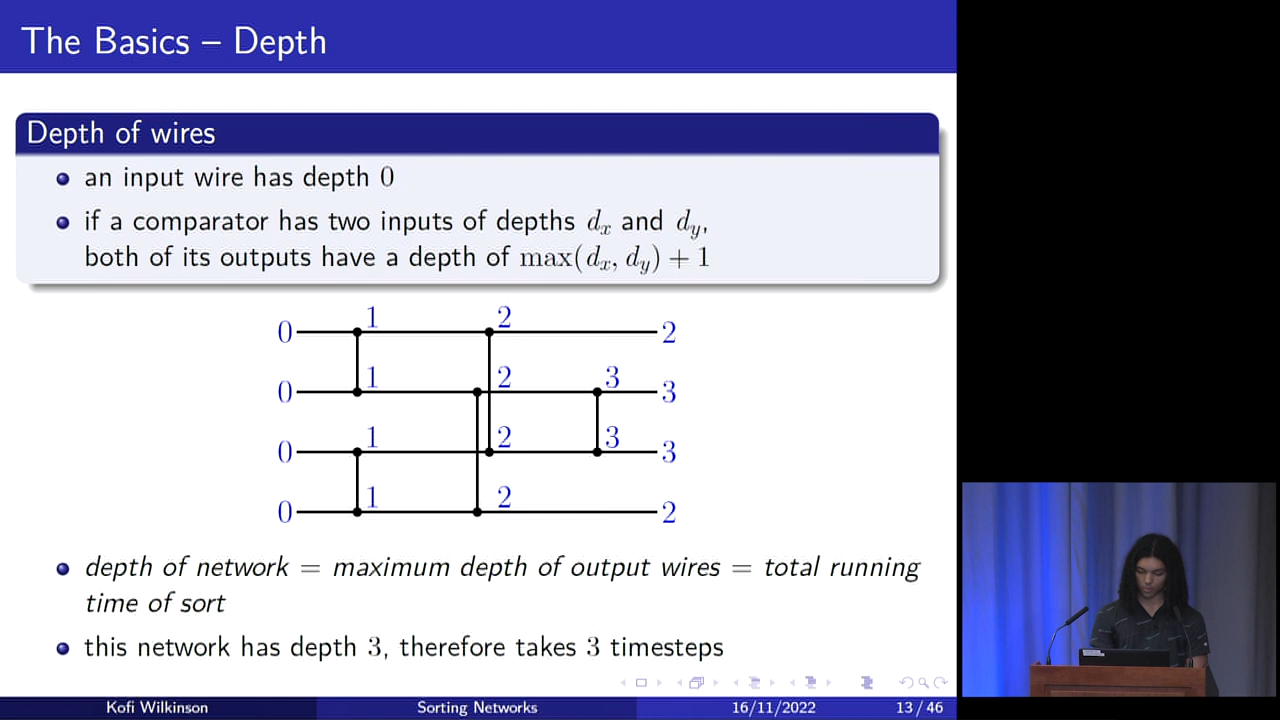 The Basics – Depth
Depth of wires
an input wire has depth 0
if a comparator has two inputs of depths d_x and d_y,
both of its outputs have a depth of max(d_x, d_y) + 1
0 1 2 2
0 1 2 3 3
0 1 2 3 3
0 1 2 2
depth of network = maximum depth of output wires = total running
time of sort
this network has depth 3, therefore takes 3 timesteps
Kofi Wilkinson Sorting Networks 16/11/2022 13 / 46